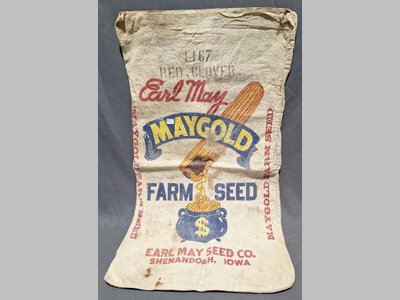 1167
RED CLOVER
Earl May
MAYGOLD
FARM SEED
$
EARL MAY SEED CO.
SHENANDOAH, IOWA
MAYGOLD FARM SEED
MAYGOLD FARM SEED